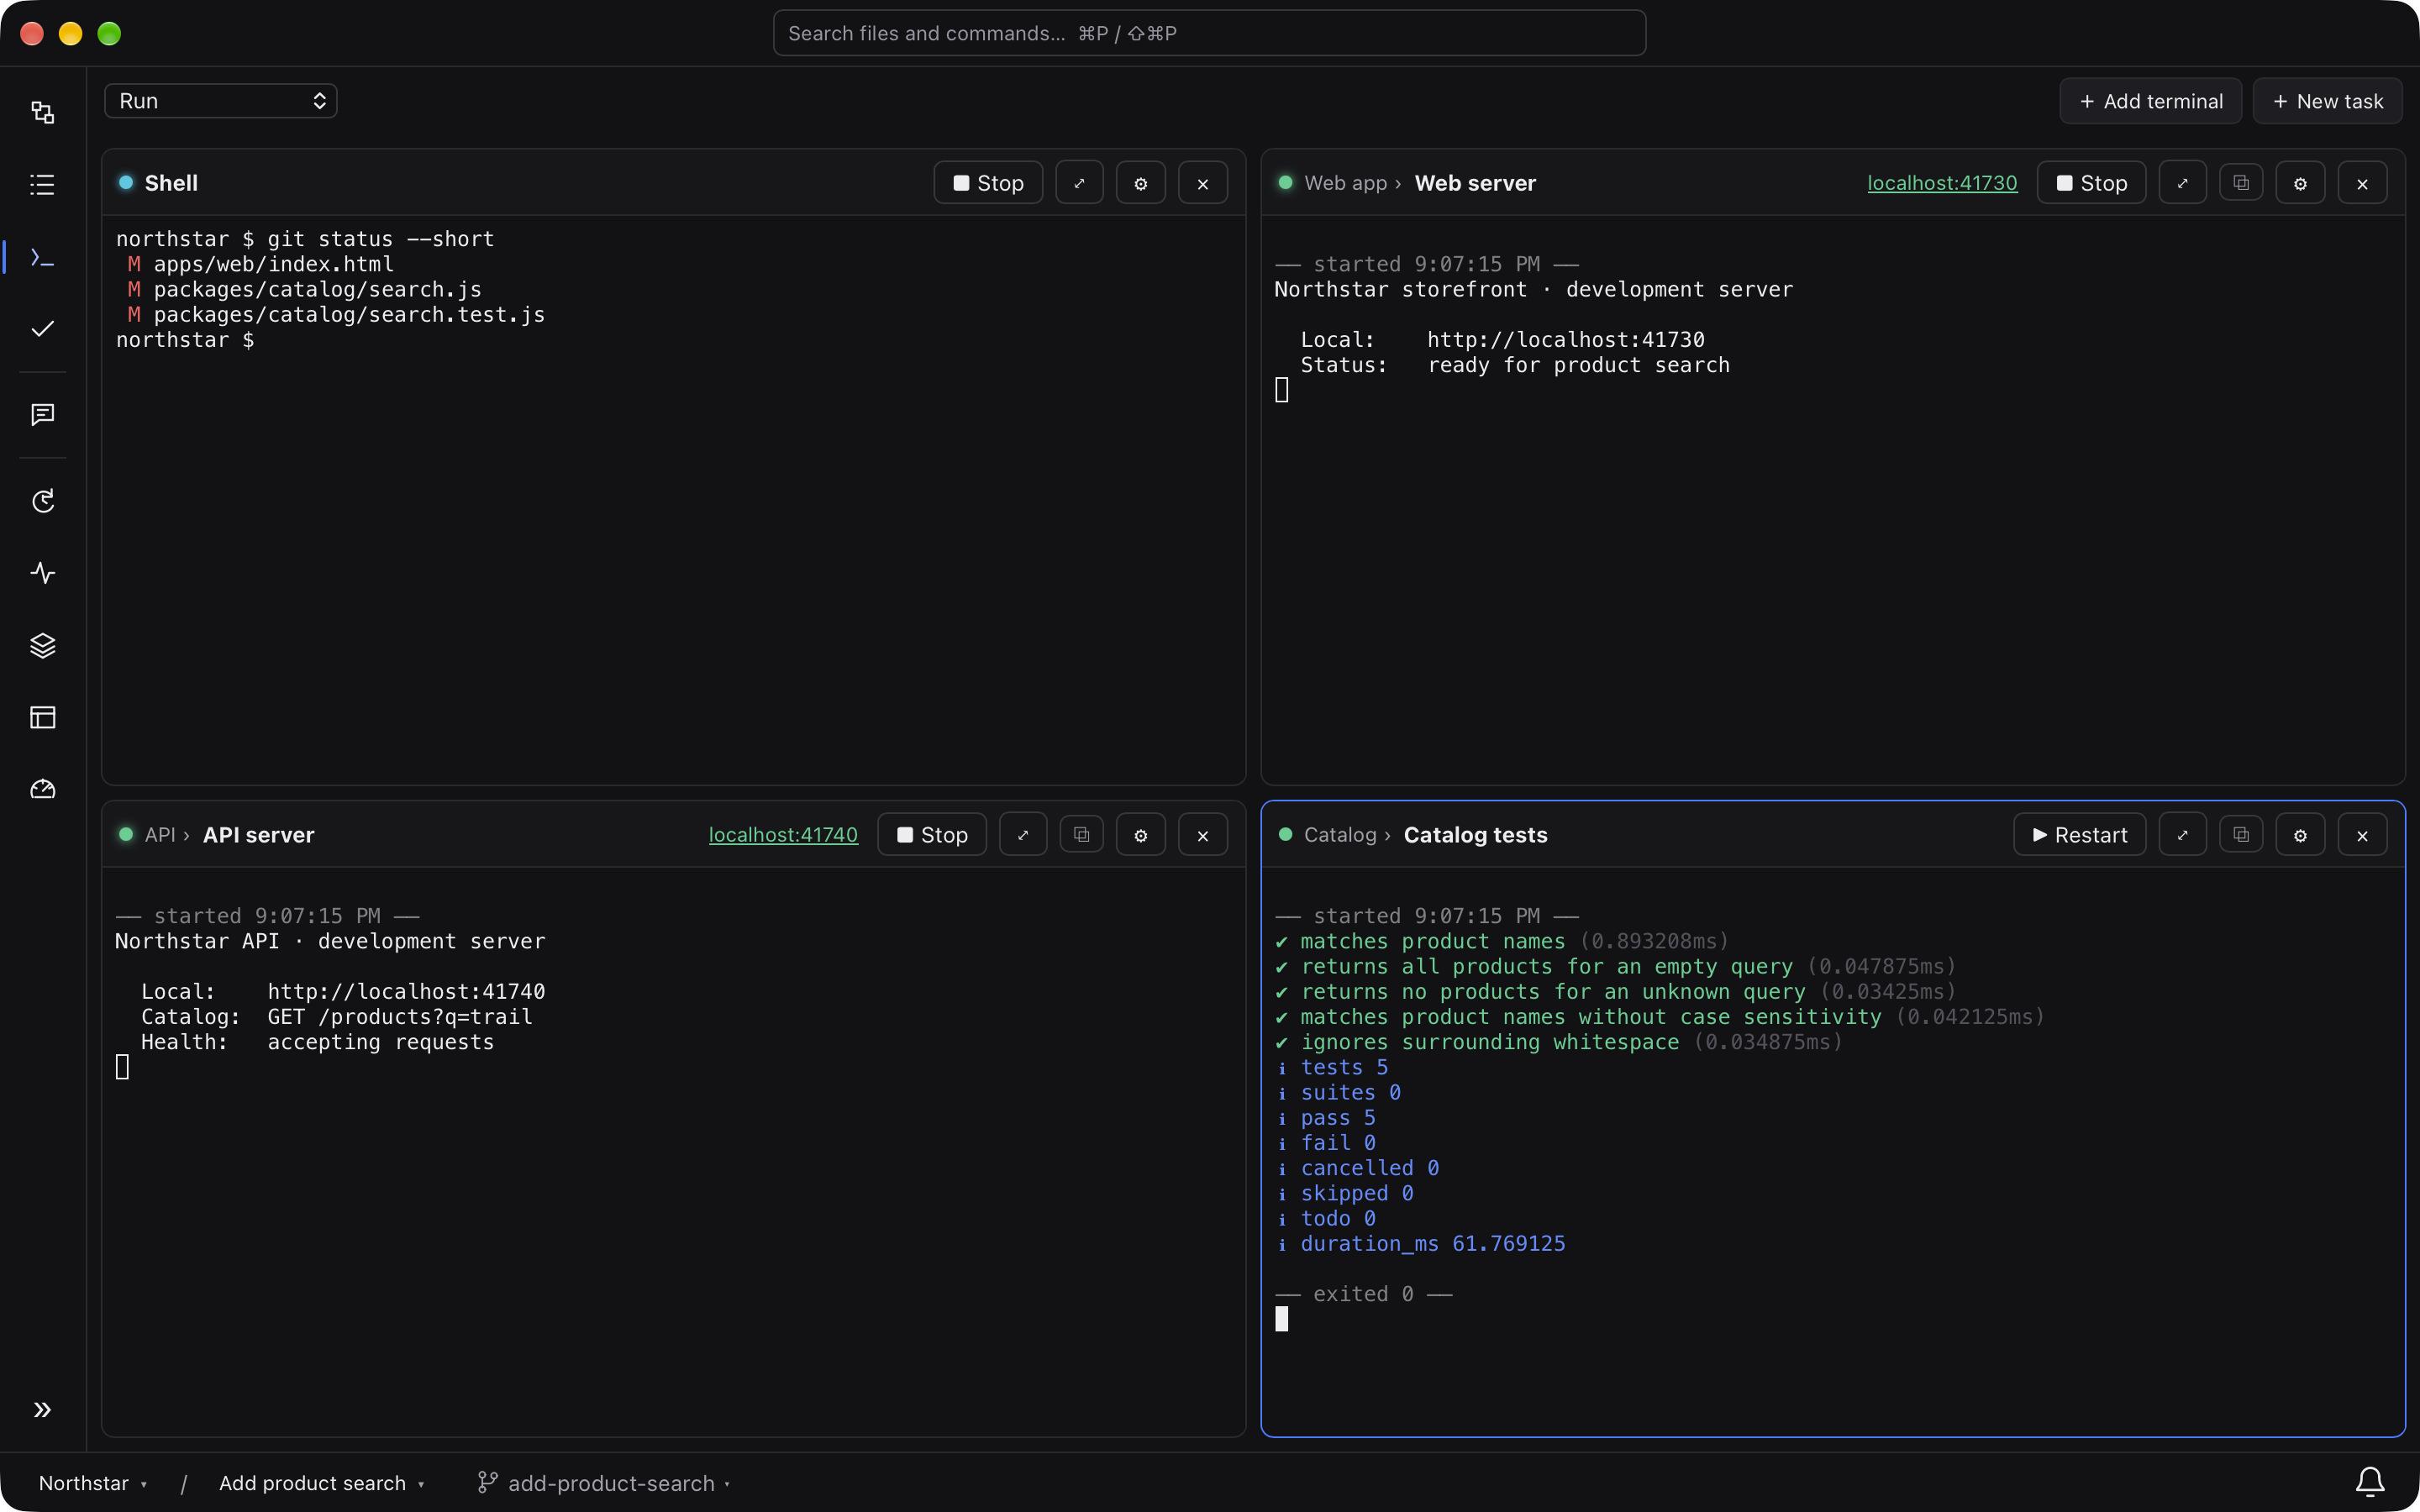 Search files and commands... ⌘P / ⇧⌘P
Run
+ Add terminal
+ New task
Shell
Stop
northstar $ git status --short
M apps/web/index.html
M packages/catalog/search.js
M packages/catalog/search.test.js
northstar $
Web app › Web server
localhost:41730
Stop
—— started 9:07:15 PM ——
Northstar storefront · development server
Local: http://localhost:41730
Status: ready for product search
API › API server
localhost:41740
Stop
—— started 9:07:15 PM ——
Northstar API · development server
Local: http://localhost:41740
Catalog: GET /products?q=trail
Health: accepting requests
Catalog › Catalog tests
Restart
—— started 9:07:15 PM ——
✔ matches product names (0.893208ms)
✔ returns all products for an empty query (0.047875ms)
✔ returns no products for an unknown query (0.03425ms)
✔ matches product names without case sensitivity (0.042125ms)
✔ ignores surrounding whitespace (0.034875ms)
ℹ tests 5
ℹ suites 0
ℹ pass 5
ℹ fail 0
ℹ cancelled 0
ℹ skipped 0
ℹ todo 0
ℹ duration_ms 61.769125
—— exited 0 ——
Northstar / Add product search add-product-search